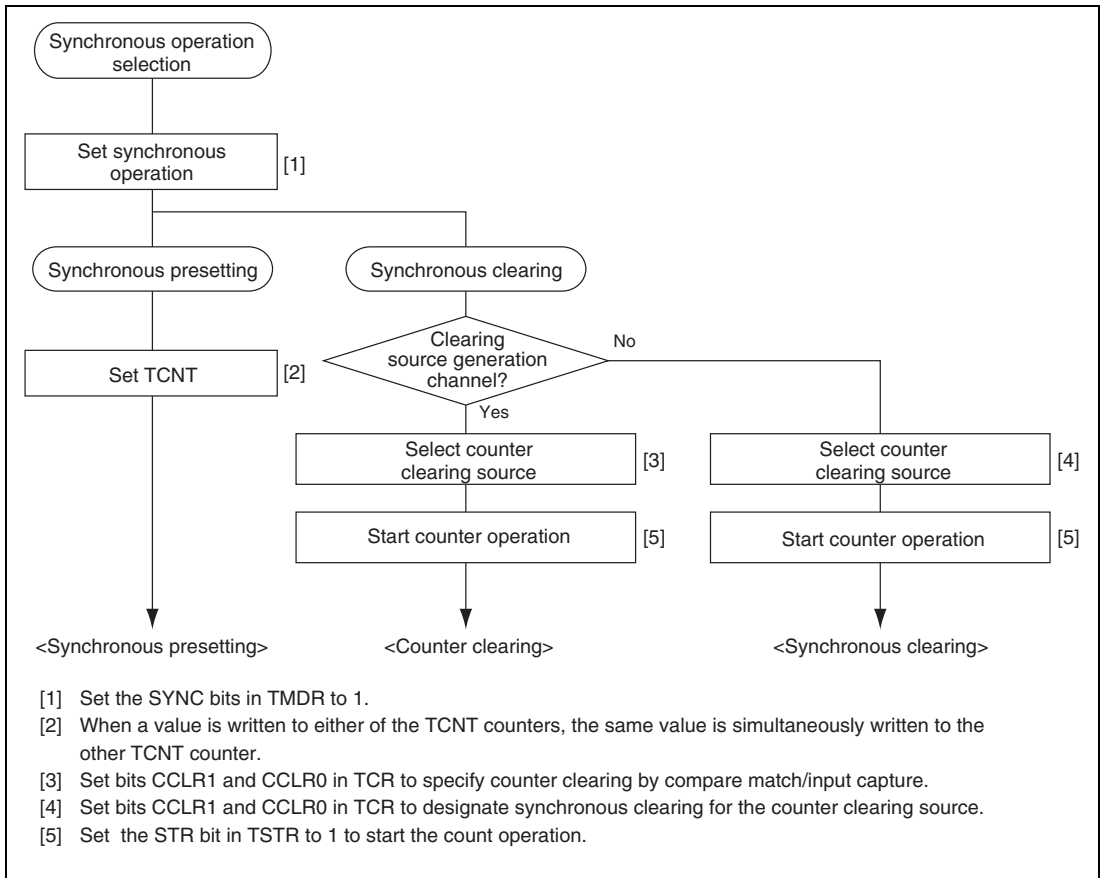 Synchronous operation
selection
Set synchronous
operation
[1]
Synchronous presetting
Synchronous clearing
Clearing
source generation
channel?
No
Yes
Set TCNT
[2]
Select counter
clearing source
[3]
Select counter
clearing source
[4]
Start counter operation
[5]
Start counter operation
[5]
<Synchronous presetting>
<Counter clearing>
<Synchronous clearing>
[1] Set the SYNC bits in TMDR to 1.
[2] When a value is written to either of the TCNT counters, the same value is simultaneously written to the
other TCNT counter.
[3] Set bits CCLR1 and CCLR0 in TCR to specify counter clearing by compare match/input capture.
[4] Set bits CCLR1 and CCLR0 in TCR to designate synchronous clearing for the counter clearing source.
[5] Set the STR bit in TSTR to 1 to start the count operation.